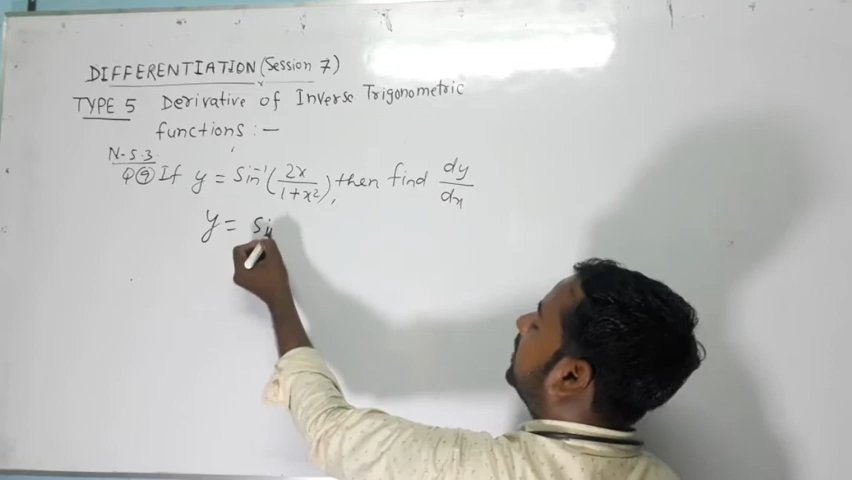 DIFFERENTIATION (Session 7)
TYPE 5 Derivative of Inverse Trigonometric
functions :—
N-5.3
Q⑨ If y = Sin⁻¹(2x/1+x²), then find dy/dx
y = Si